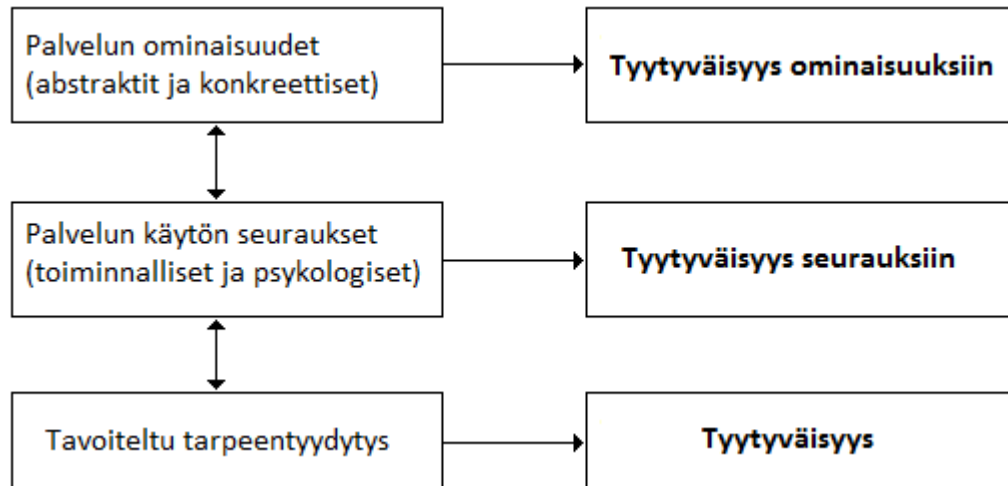 Palvelun ominaisuudet
(abstraktit ja konkreettiset)
Tyytyväisyys ominaisuuksiin
Palvelun käytön seuraukset
(toiminnalliset ja psykologiset)
Tyytyväisyys seurauksiin
Tavoiteltu tarpeentyydytys
Tyytyväisyys